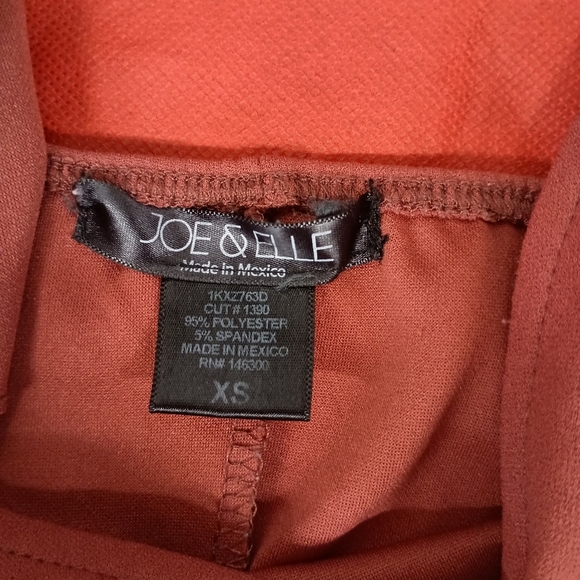 JOE & ELLE
Made in Mexico
1KXZ763D
CUT# 1390
95% POLYESTER
5% SPANDEX
MADE IN MEXICO
RN# 146300
XS